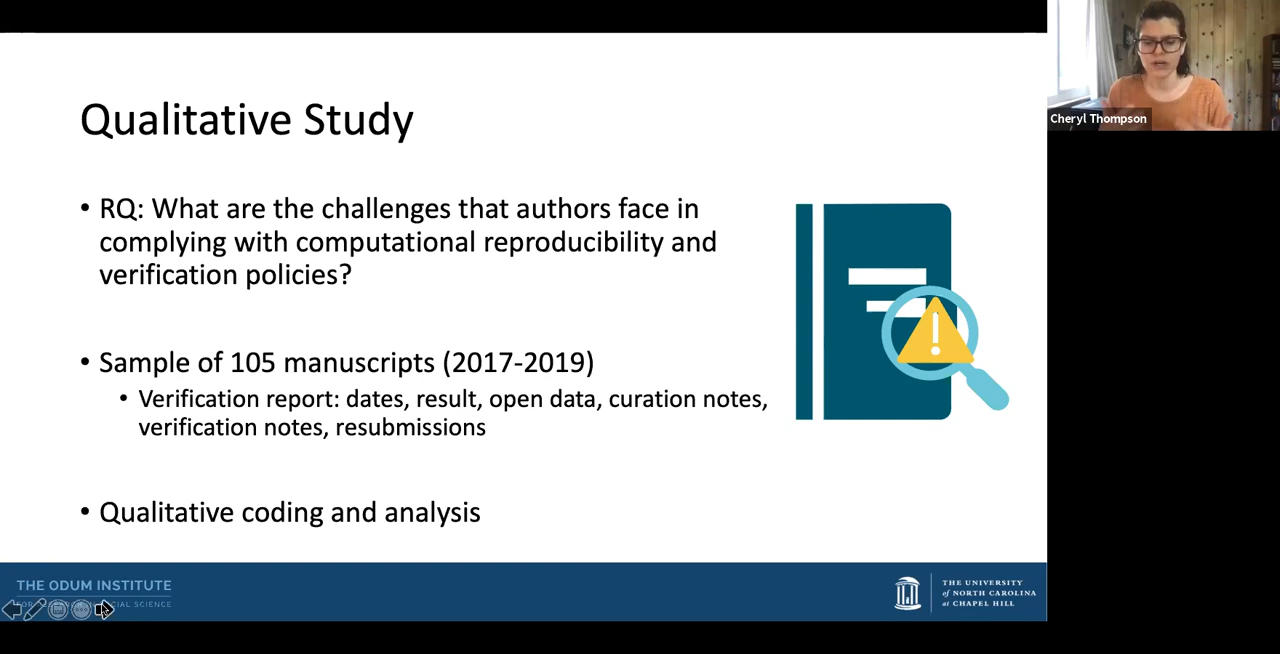 Qualitative Study
• RQ: What are the challenges that authors face in
complying with computational reproducibility and
verification policies?
• Sample of 105 manuscripts (2017-2019)
• Verification report: dates, result, open data, curation notes,
verification notes, resubmissions
• Qualitative coding and analysis
Cheryl Thompson
THE ODUM INSTITUTE
SCIENCE
THE UNIVERSITY
of NORTH CAROLINA
at CHAPEL HILL